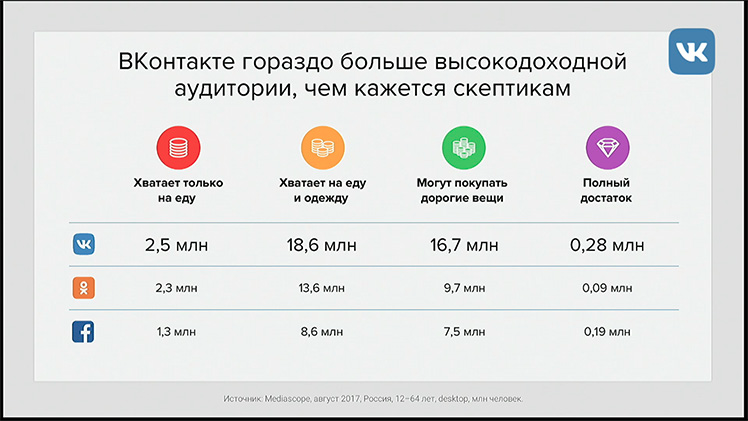 ВКонтакте гораздо больше высокодоходной
аудитории, чем кажется скептикам
Хватает только
на еду
Хватает на еду
и одежду
Могут покупать
дорогие вещи
Полный
достаток
2,5 млн 18,6 млн 16,7 млн 0,28 млн
2,3 млн 13,6 млн 9,7 млн 0,09 млн
1,3 млн 8,6 млн 7,5 млн 0,19 млн
Источник: Mediascope, август 2017, Россия, 12–64 лет, desktop, млн человек.